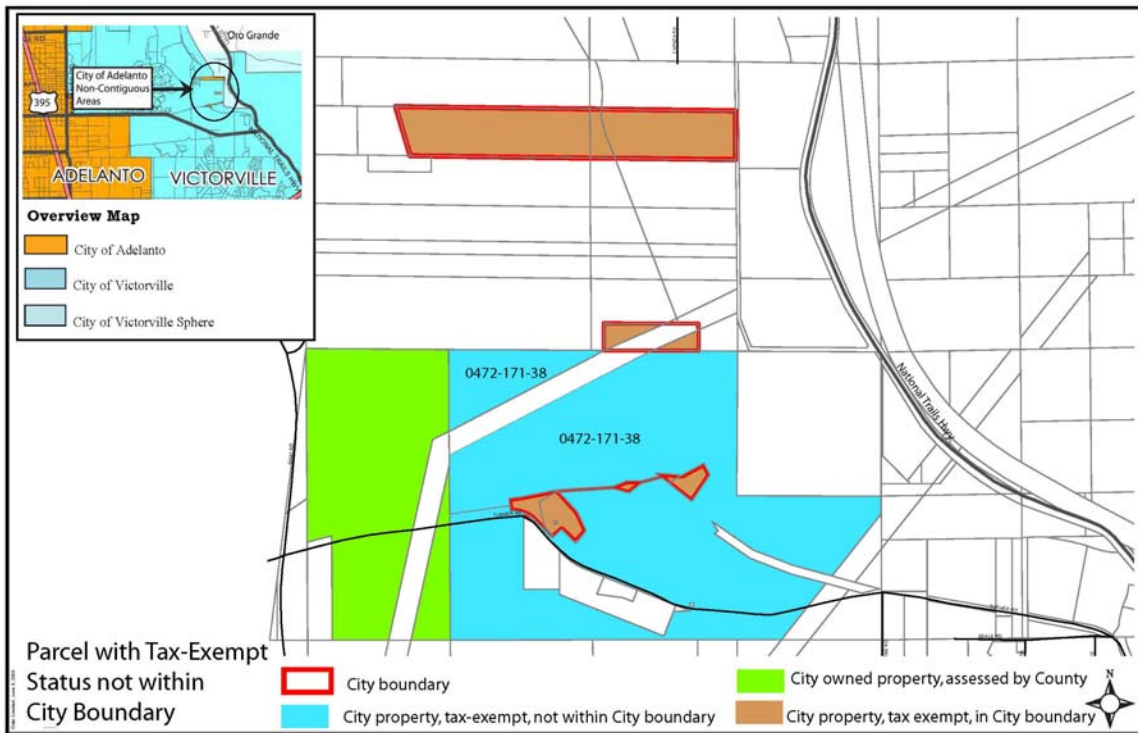 Oro Grande
City of Adelanto
Non-Contiguous
Areas
395
NATIONAL TRAILS HWY
ADELANTO
VICTORVILLE
Overview Map
City of Adelanto
City of Victorville
City of Victorville Sphere
0472-171-38
0472-171-38
National Trails Hwy
Parcel with Tax-Exempt
Status not within
City Boundary
City boundary
City property, tax-exempt, not within City boundary
City owned property, assessed by County
City property, tax exempt, in City boundary
N